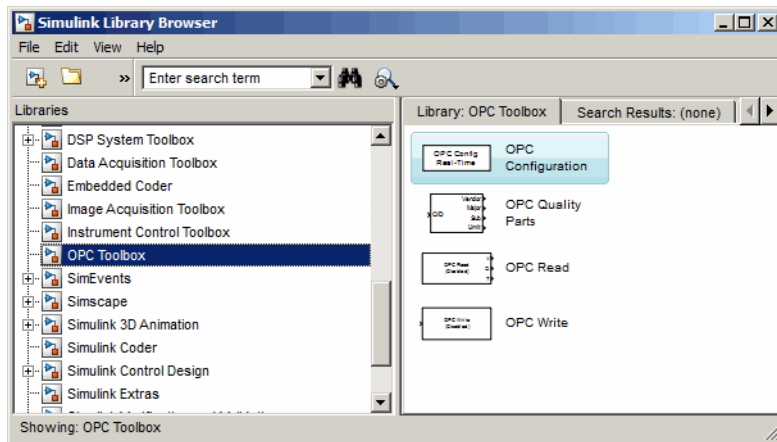 Simulink Library Browser
File Edit View Help
» Enter search term
Libraries
DSP System Toolbox
Data Acquisition Toolbox
Embedded Coder
Image Acquisition Toolbox
Instrument Control Toolbox
OPC Toolbox
SimEvents
Simscape
Simulink 3D Animation
Simulink Coder
Simulink Control Design
Simulink Extras
Library: OPC Toolbox
Search Results: (none)
OPC Config
Real-Time
OPC
Configuration
Vendor
Major
Sub
Limit
OPC Quality
Parts
OPC Read
(Disabled)
V
Q
T
OPC Read
OPC Write
(Disabled)
OPC Write
Showing: OPC Toolbox